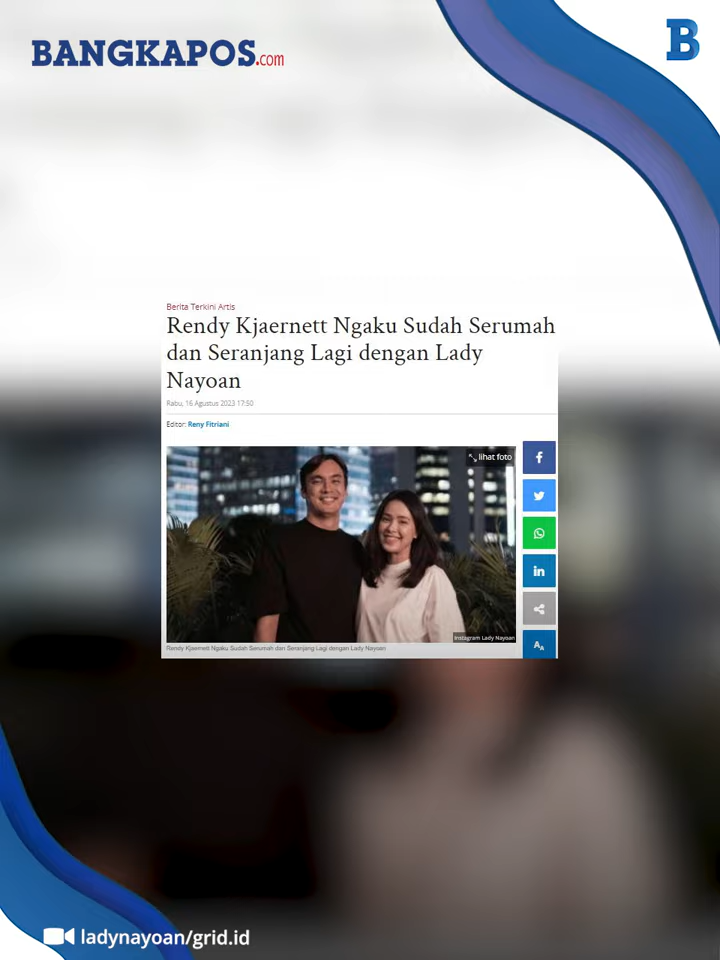 BANGKAPOS.com
B
Berita Terkini Artis
Rendy Kjaernett Ngaku Sudah Serumah
dan Seranjang Lagi dengan Lady
Nayoan
Rabu, 16 Agustus 2023 17:50
Editor: Reny Fitriani
lihat foto
Instagram Lady Nayoan
Rendy Kjaernett Ngaku Sudah Serumah dan Seranjang Lagi dengan Lady Nayoan
AA
ladynayoan/grid.id